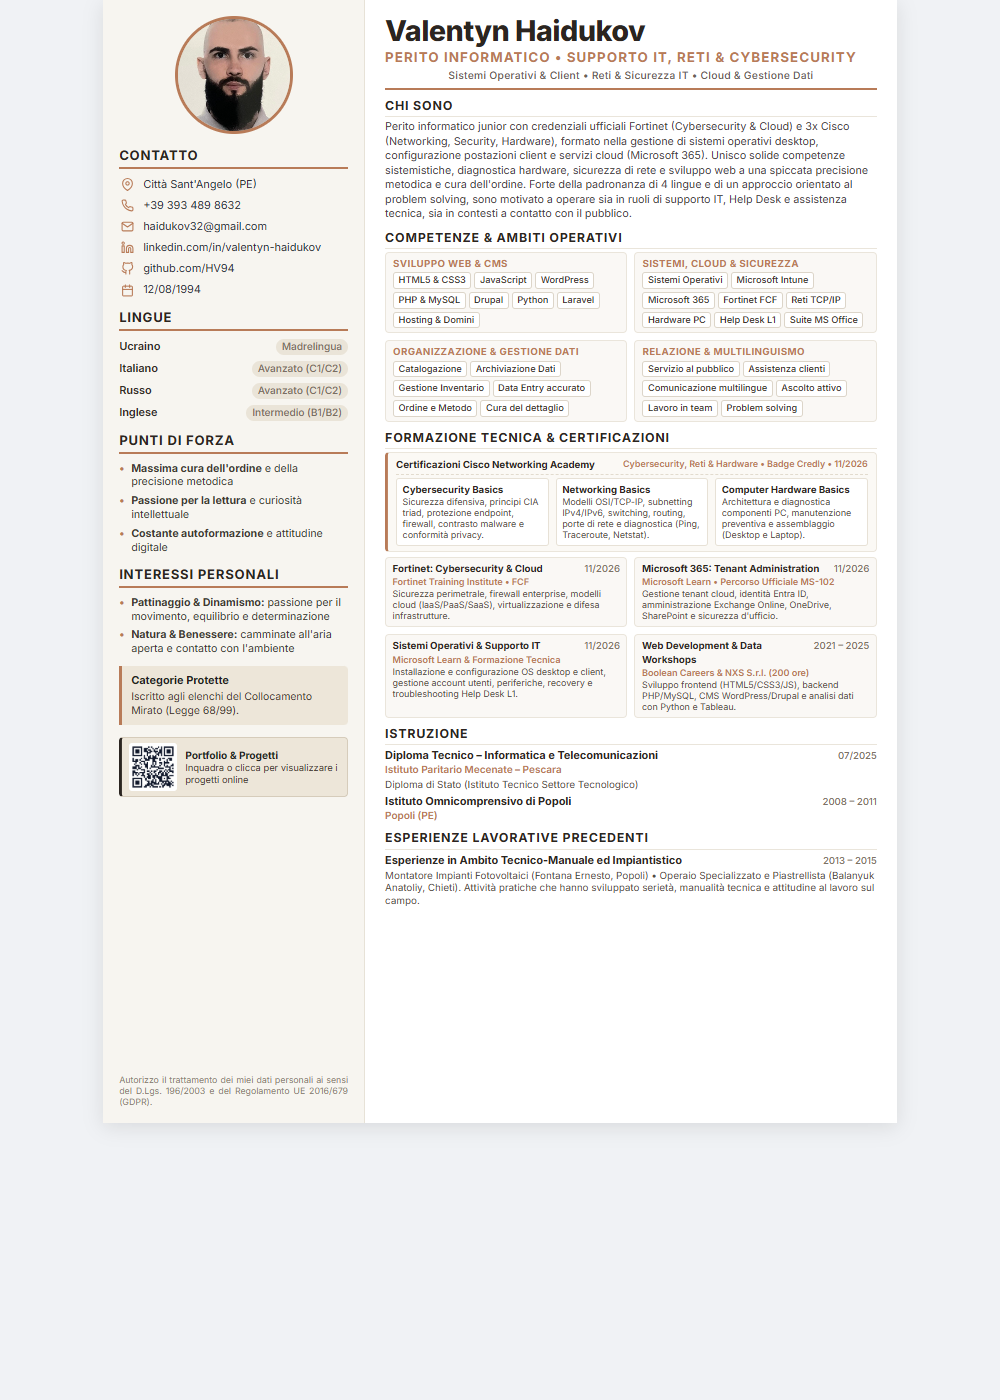 CONTATTO
Città Sant'Angelo (PE)
+39 393 489 8632
haidukov32@gmail.com
linkedin.com/in/valentyn-haidukov
github.com/HV94
12/08/1994
LINGUE
Ucraino Madrelingua
Italiano Avanzato (C1/C2)
Russo Avanzato (C1/C2)
Inglese Intermedio (B1/B2)
PUNTI DI FORZA
• Massima cura dell'ordine e della
precisione metodica
• Passione per la lettura e curiosità
intellettuale
• Costante autoformazione e attitudine
digitale
INTERESSI PERSONALI
• Pattinaggio & Dinamismo: passione per il
movimento, equilibrio e determinazione
• Natura & Benessere: camminate all'aria
aperta e contatto con l'ambiente
Categorie Protette
Iscritto agli elenchi del Collocamento
Mirato (Legge 68/99).
Portfolio & Progetti
Inquadra o clicca per visualizzare i
progetti online
Autorizzo il trattamento dei miei dati personali ai sensi
del D.Lgs. 196/2003 e del Regolamento UE 2016/679
(GDPR).
Valentyn Haidukov
PERITO INFORMATICO • SUPPORTO IT, RETI & CYBERSECURITY
Sistemi Operativi & Client • Reti & Sicurezza IT • Cloud & Gestione Dati
CHI SONO
Perito informatico junior con credenziali ufficiali Fortinet (Cybersecurity & Cloud) e 3x Cisco
(Networking, Security, Hardware), formato nella gestione di sistemi operativi desktop,
configurazione postazioni client e servizi cloud (Microsoft 365). Unisco solide competenze
sistemistiche, diagnostica hardware, sicurezza di rete e sviluppo web a una spiccata precisione
metodica e cura dell'ordine. Forte della padronanza di 4 lingue e di un approccio orientato al
problem solving, sono motivato a operare sia in ruoli di supporto IT, Help Desk e assistenza
tecnica, sia in contesti a contatto con il pubblico.
COMPETENZE & AMBITI OPERATIVI
SVILUPPO WEB & CMS
HTML5 & CSS3 JavaScript WordPress
PHP & MySQL Drupal Python Laravel
Hosting & Domini
SISTEMI, CLOUD & SICUREZZA
Sistemi Operativi Microsoft Intune
Microsoft 365 Fortinet FCF Reti TCP/IP
Hardware PC Help Desk L1 Suite MS Office
ORGANIZZAZIONE & GESTIONE DATI
Catalogazione Archiviazione Dati
Gestione Inventario Data Entry accurato
Ordine e Metodo Cura del dettaglio
RELAZIONE & MULTILINGUISMO
Servizio al pubblico Assistenza clienti
Comunicazione multilingue Ascolto attivo
Lavoro in team Problem solving
FORMAZIONE TECNICA & CERTIFICAZIONI
Certificazioni Cisco Networking Academy Cybersecurity, Reti & Hardware • Badge Credly • 11/2026
Cybersecurity Basics
Sicurezza difensiva, principi CIA
triad, protezione endpoint,
firewall, contrasto malware e
conformità privacy.
Networking Basics
Modelli OSI/TCP-IP, subnetting
IPv4/IPv6, switching, routing,
porte di rete e diagnostica (Ping,
Traceroute, Netstat).
Computer Hardware Basics
Architettura e diagnostica
componenti PC, manutenzione
preventiva e assemblaggio
(Desktop e Laptop).
Fortinet: Cybersecurity & Cloud 11/2026
Fortinet Training Institute • FCF
Sicurezza perimetrale, firewall enterprise, modelli
cloud (IaaS/PaaS/SaaS), virtualizzazione e difesa
infrastrutture.
Microsoft 365: Tenant Administration 11/2026
Microsoft Learn • Percorso Ufficiale MS-102
Gestione tenant cloud, identità Entra ID,
amministrazione Exchange Online, OneDrive,
SharePoint e sicurezza d'ufficio.
Sistemi Operativi & Supporto IT 11/2026
Microsoft Learn & Formazione Tecnica
Installazione e configurazione OS desktop e client,
gestione account utenti, periferiche, recovery e
troubleshooting Help Desk L1.
Web Development & Data 2021 – 2025
Workshops
Boolean Careers & NXS S.r.l. (200 ore)
Sviluppo frontend (HTML5/CSS3/JS), backend
PHP/MySQL, CMS WordPress/Drupal e analisi dati
con Python e Tableau.
ISTRUZIONE
Diploma Tecnico – Informatica e Telecomunicazioni 07/2025
Istituto Paritario Mecenate – Pescara
Diploma di Stato (Istituto Tecnico Settore Tecnologico)
Istituto Omnicomprensivo di Popoli 2008 – 2011
Popoli (PE)
ESPERIENZE LAVORATIVE PRECEDENTI
Esperienze in Ambito Tecnico-Manuale ed Impiantistico 2013 – 2015
Montatore Impianti Fotovoltaici (Fontana Ernesto, Popoli) • Operaio Specializzato e Piastrellista (Balanyuk
Anatoliy, Chieti). Attività pratiche che hanno sviluppato serietà, manualità tecnica e attitudine al lavoro sul
campo.